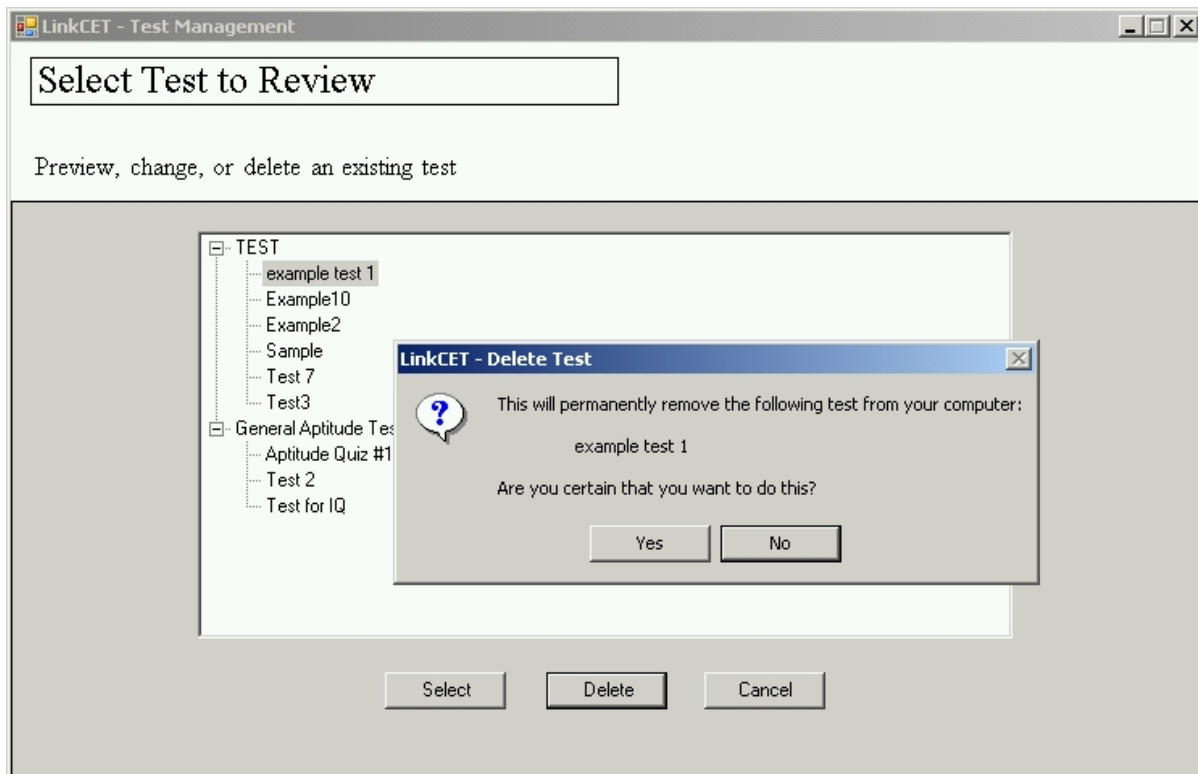 LinkCET - Test Management
Select Test to Review
Preview, change, or delete an existing test
TEST
example test 1
Example10
Example2
Sample
Test 7
Test3
General Aptitude Tes
Aptitude Quiz #1
Test 2
Test for IQ
LinkCET - Delete Test
?
This will permanently remove the following test from your computer:
example test 1
Are you certain that you want to do this?
Yes No
Select Delete Cancel